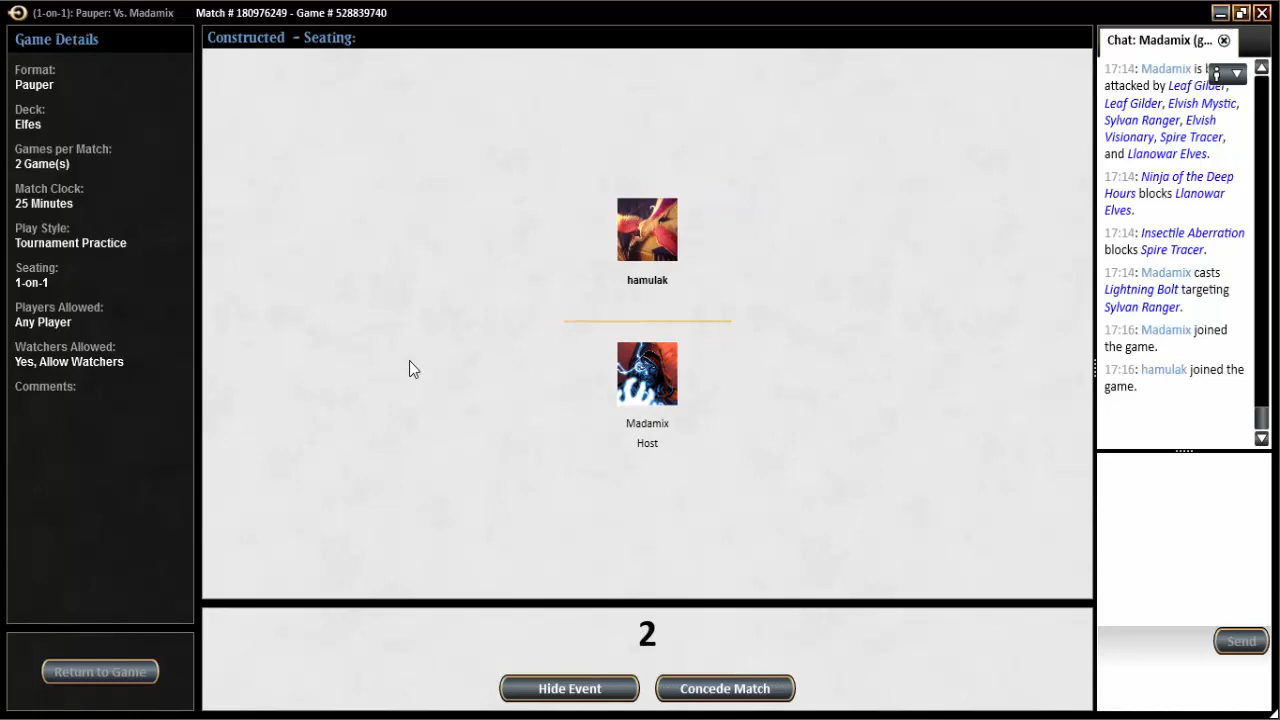 (1-on-1): Pauper: Vs. Madamix Match # 180976249 - Game # 528839740
Game Details
Format:
Pauper
Deck:
Elfes
Games per Match:
2 Game(s)
Match Clock:
25 Minutes
Play Style:
Tournament Practice
Seating:
1-on-1
Players Allowed:
Any Player
Watchers Allowed:
Yes, Allow Watchers
Comments:
Return to Game
Constructed - Seating:
hamulak
Madamix
Host
2
Hide Event Concede Match
Chat: Madamix (g...
17:14: Madamix is
attacked by Leaf Gilder,
Leaf Gilder, Elvish Mystic,
Sylvan Ranger, Elvish
Visionary, Spire Tracer,
and Llanowar Elves.
17:14: Ninja of the Deep
Hours blocks Llanowar
Elves.
17:14: Insectile Aberration
blocks Spire Tracer.
17:14: Madamix casts
Lightning Bolt targeting
Sylvan Ranger.
17:16: Madamix joined
the game.
17:16: hamulak joined the
game.
Send